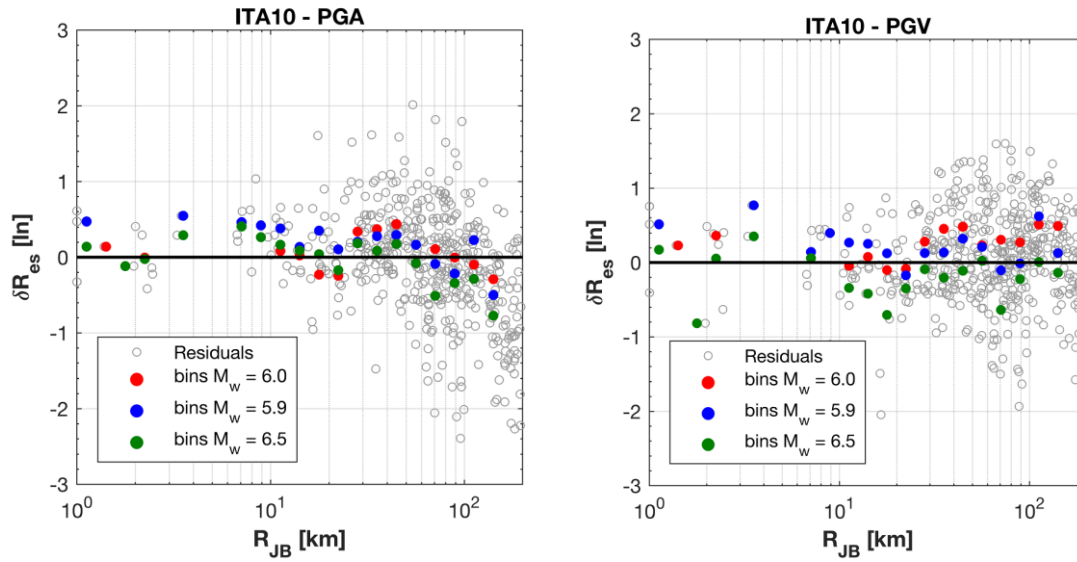 ITA10 - PGA
3
2
1
0
-1
-2
-3
δR_es [ln]
Residuals
bins M_w = 6.0
bins M_w = 5.9
bins M_w = 6.5
10^0
10^1
10^2
R_JB [km]
ITA10 - PGV
3
2
1
0
-1
-2
-3
δR_es [ln]
Residuals
bins M_w = 6.0
bins M_w = 5.9
bins M_w = 6.5
10^0
10^1
10^2
R_JB [km]